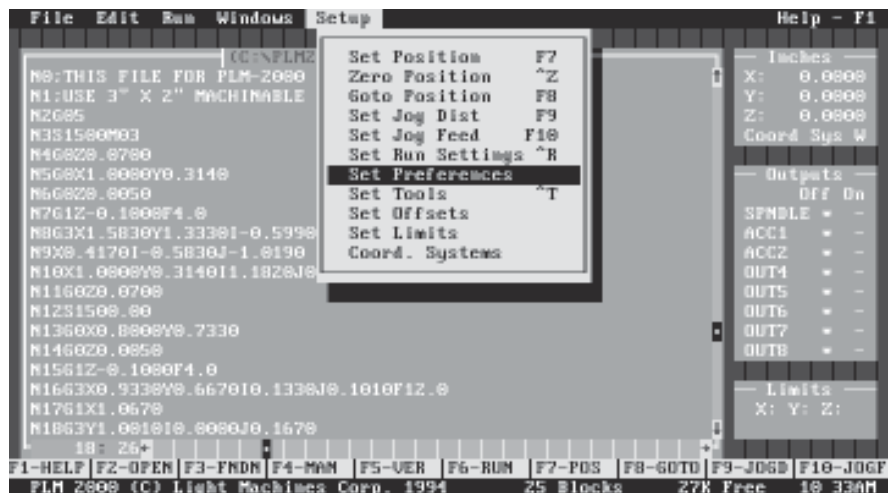 File Edit Run Windows Setup Help - F1
(C:\PLM2
N0:THIS FILE FOR PLM-2000
N1:USE 3" X 2" MACHINABLE
N2G05
N3S1500M03
N4G0Z0.0700
N5G0X1.0000Y0.3140
N6G0Z0.0050
N7G1Z-0.1000F4.0
N8G3X1.5830Y1.3330I-0.5990
N9X0.4170I-0.5830J-1.0190
N10X1.0000Y0.3140I1.1820J0
N11G0Z0.0700
N12S1500.00
N13G0X0.8000Y0.7330
N14G0Z0.0050
N15G1Z-0.1000F4.0
N16G3X0.9330Y0.6670I0.1330J0.1010F12.0
N17G1X1.0670
N18G3Y1.0010I0.0000J0.1670
18: 26
Set Position F7
Zero Position ^Z
Goto Position F8
Set Jog Dist F9
Set Jog Feed F10
Set Run Settings ^R
Set Preferences
Set Tools ^T
Set Offsets
Set Limits
Coord. Systems
Inches
X: 0.0000
Y: 0.0000
Z: 0.0000
Coord Sys W
Outputs
Off On
SPNDLE * -
ACC1 * -
ACC2 * -
OUT4 * -
OUT5 * -
OUT6 * -
OUT7 * -
OUT8 * -
Limits
X: Y: Z:
F1-HELP F2-OPEN F3-FNDN F4-MAN F5-VER F6-RUN F7-POS F8-GOTO F9-JOGD F10-JOGF
PLM 2000 (C) Light Machines Corp. 1994 25 Blocks 27K Free 10 33AM